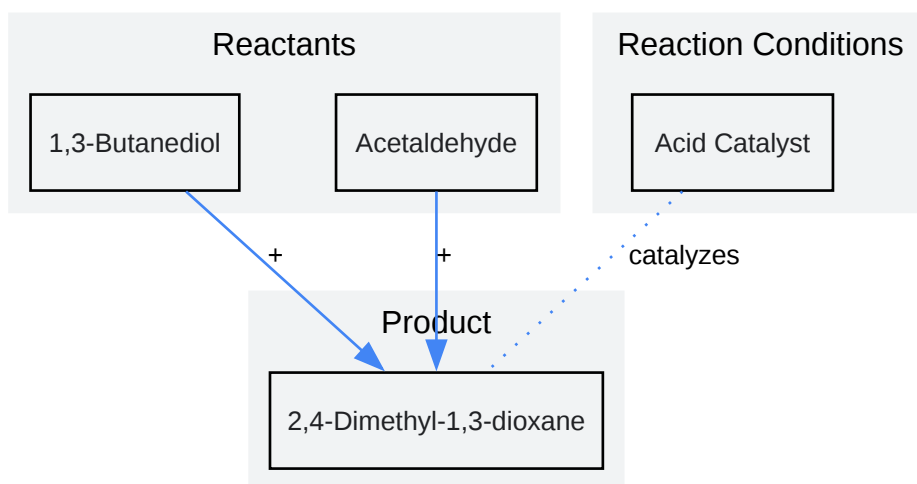 Reactants
Reaction Conditions
1,3-Butanediol
Acetaldehyde
Acid Catalyst
+
+
catalyzes
Product
2,4-Dimethyl-1,3-dioxane